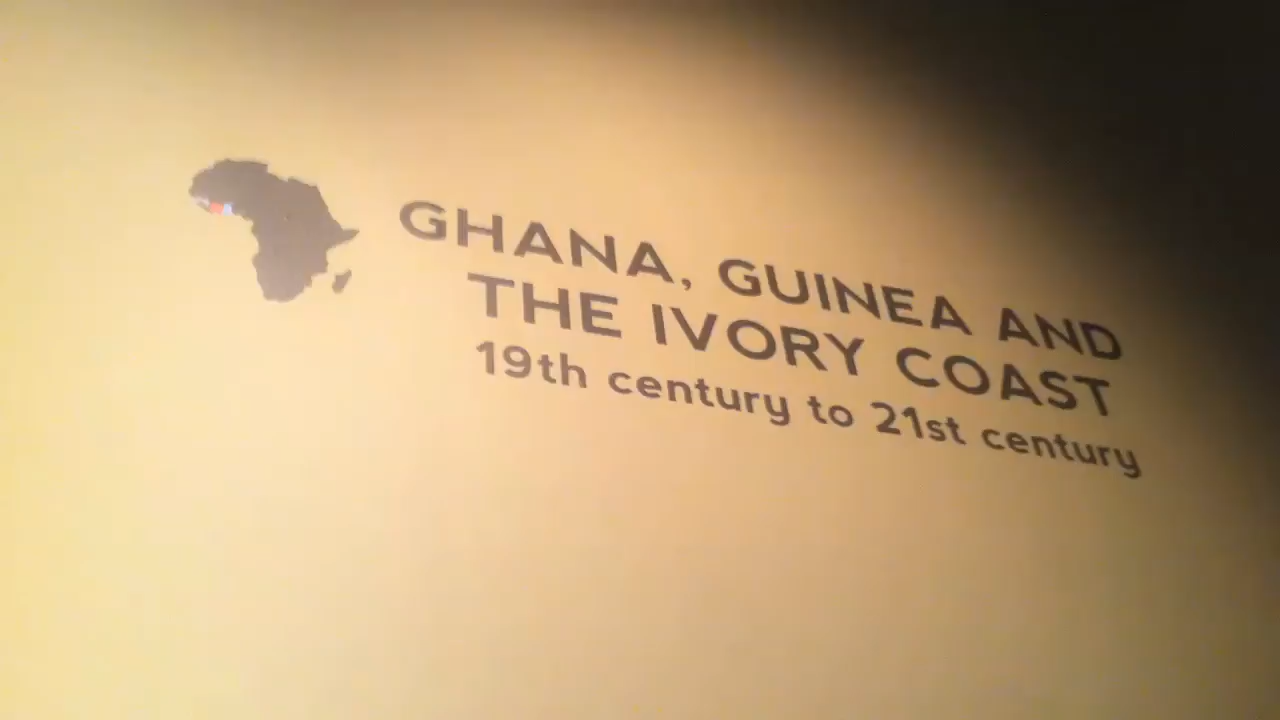 GHANA, GUINEA AND
THE IVORY COAST
19th century to 21st century